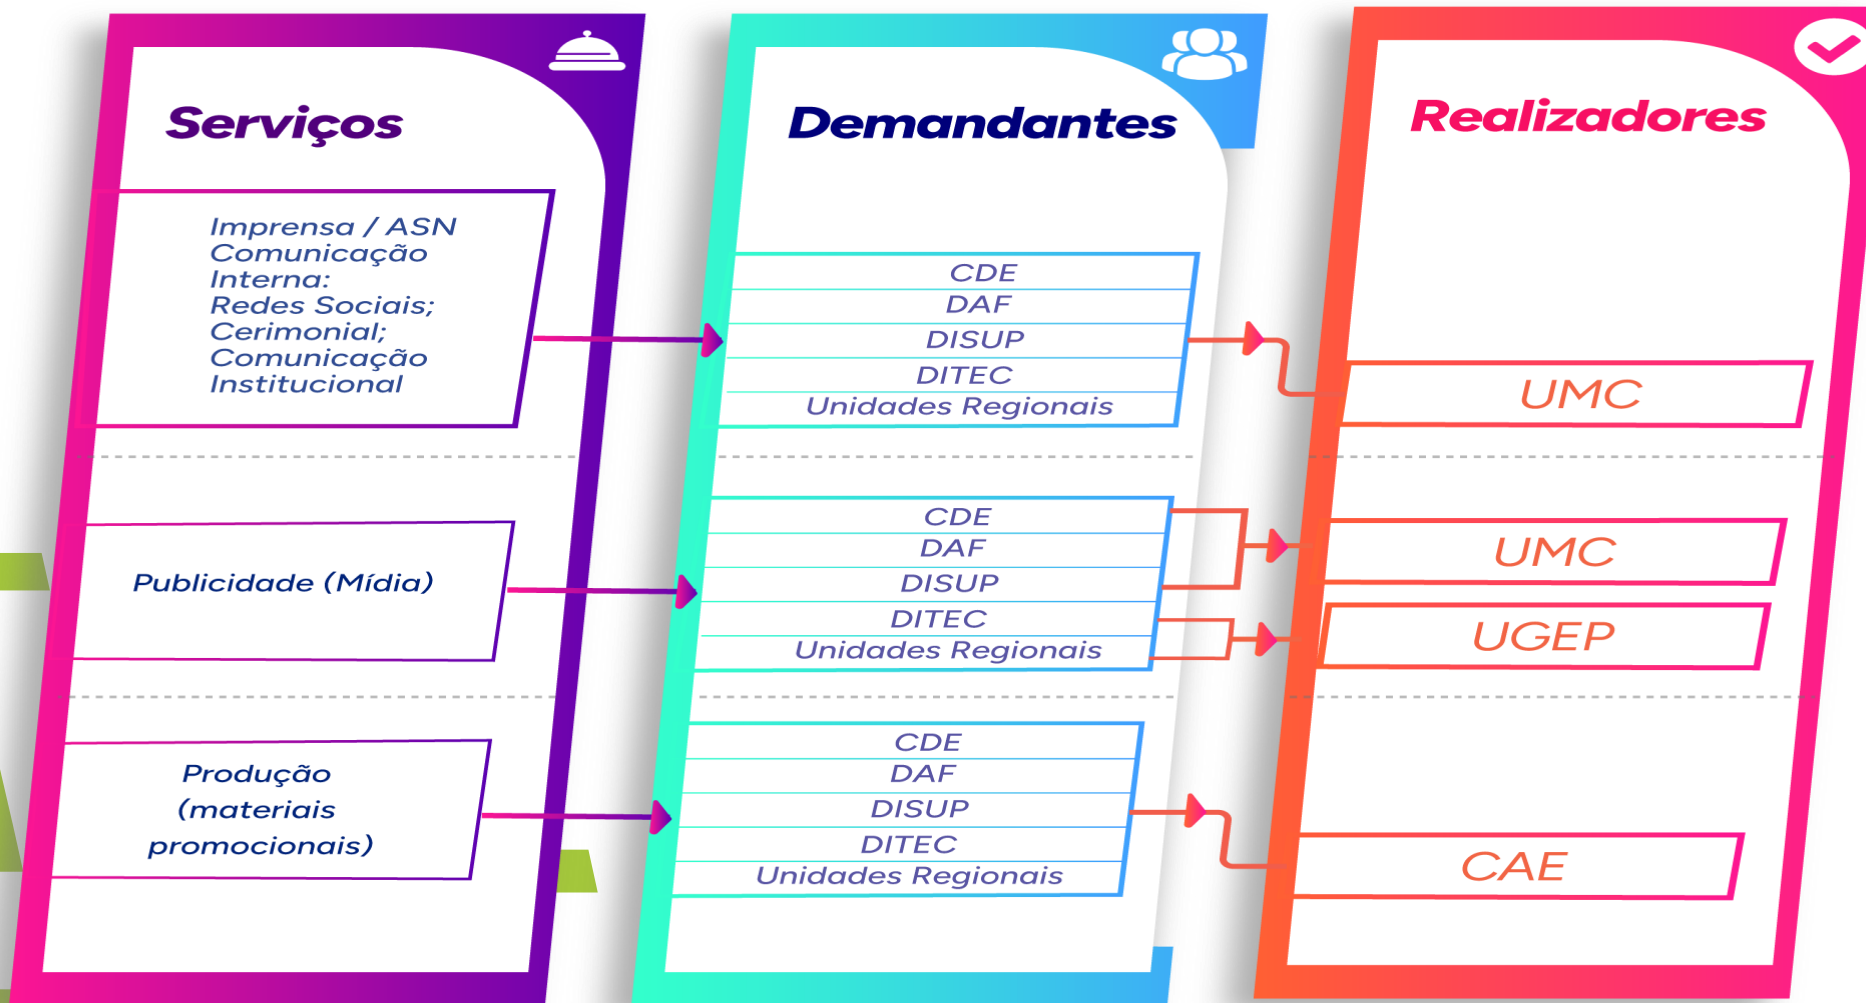 Serviços
Imprensa / ASN
Comunicação
Interna:
Redes Sociais;
Cerimonial;
Comunicação
Institucional
Publicidade (Mídia)
Produção
(materiais
promocionais)
Demandantes
CDE
DAF
DISUP
DITEC
Unidades Regionais
CDE
DAF
DISUP
DITEC
Unidades Regionais
CDE
DAF
DISUP
DITEC
Unidades Regionais
Realizadores
UMC
UMC
UGEP
CAE